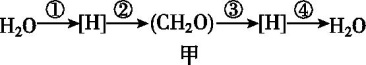 H₂O ①→ [H] ②→ (CH₂O) ③→ [H] ④→ H₂O
甲